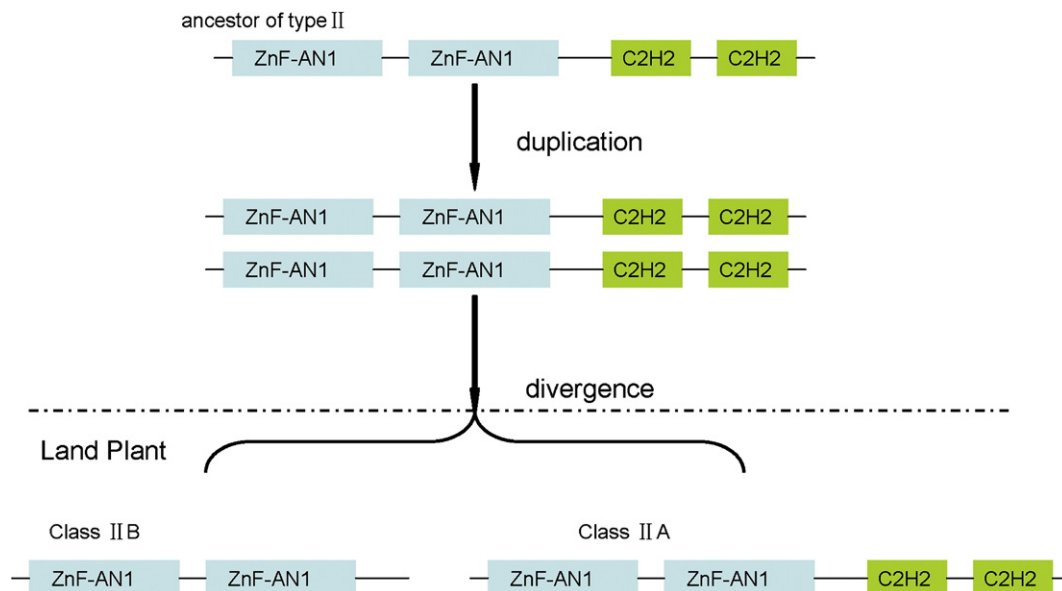 ancestor of type Ⅱ
ZnF-AN1 ZnF-AN1 C2H2 C2H2
duplication
ZnF-AN1 ZnF-AN1 C2H2 C2H2
ZnF-AN1 ZnF-AN1 C2H2 C2H2
divergence
Land Plant
Class ⅡB Class ⅡA
ZnF-AN1 ZnF-AN1 ZnF-AN1 ZnF-AN1 C2H2 C2H2